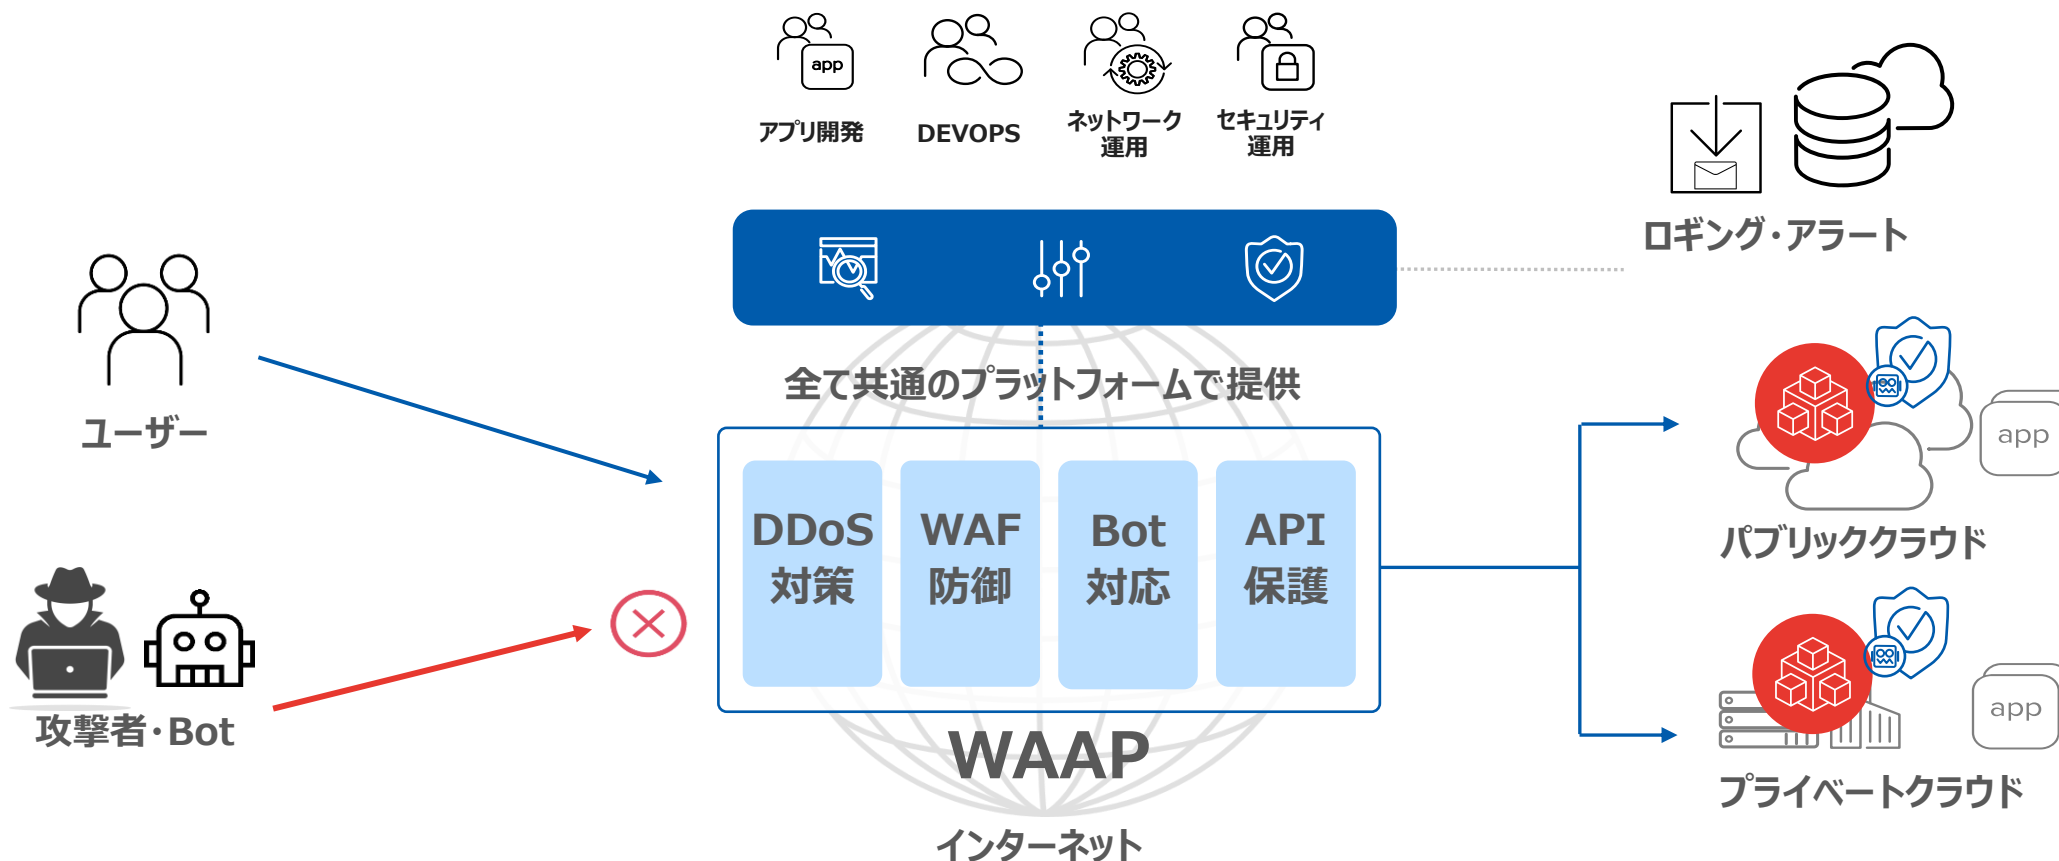 app
アプリ開発
DEVOPS
ネットワーク
運用
セキュリティ
運用
ロギング・アラート
ユーザー
全て共通のプラットフォームで提供
DDoS
対策
WAF
防御
Bot
対応
API
保護
app
パブリッククラウド
攻撃者・Bot
WAAP
インターネット
app
プライベートクラウド